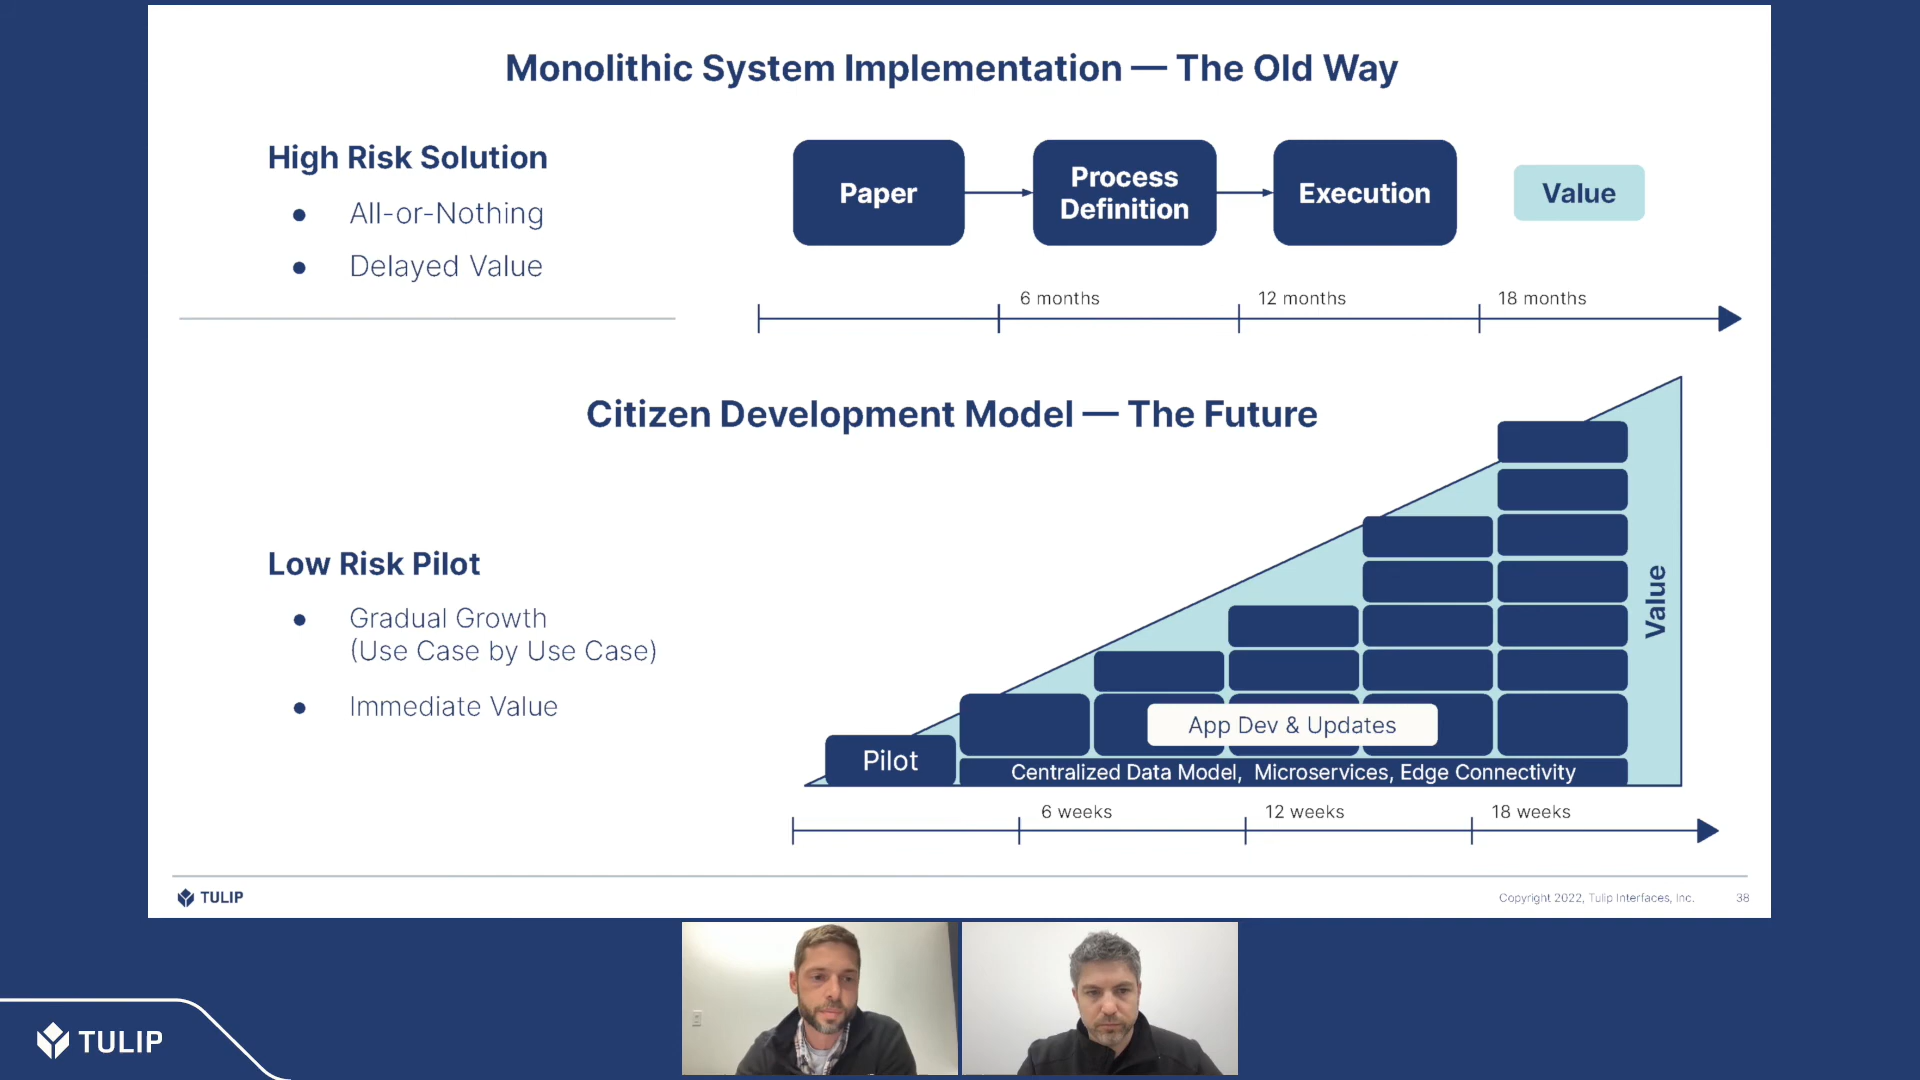 Monolithic System Implementation — The Old Way
High Risk Solution
● All-or-Nothing
● Delayed Value
Paper
Process
Definition
Execution
Value
6 months
12 months
18 months
Citizen Development Model — The Future
Low Risk Pilot
● Gradual Growth
(Use Case by Use Case)
● Immediate Value
Value
App Dev & Updates
Pilot
Centralized Data Model, Microservices, Edge Connectivity
6 weeks
12 weeks
18 weeks
TULIP
Copyright 2022, Tulip Interfaces, Inc.
38
TULIP